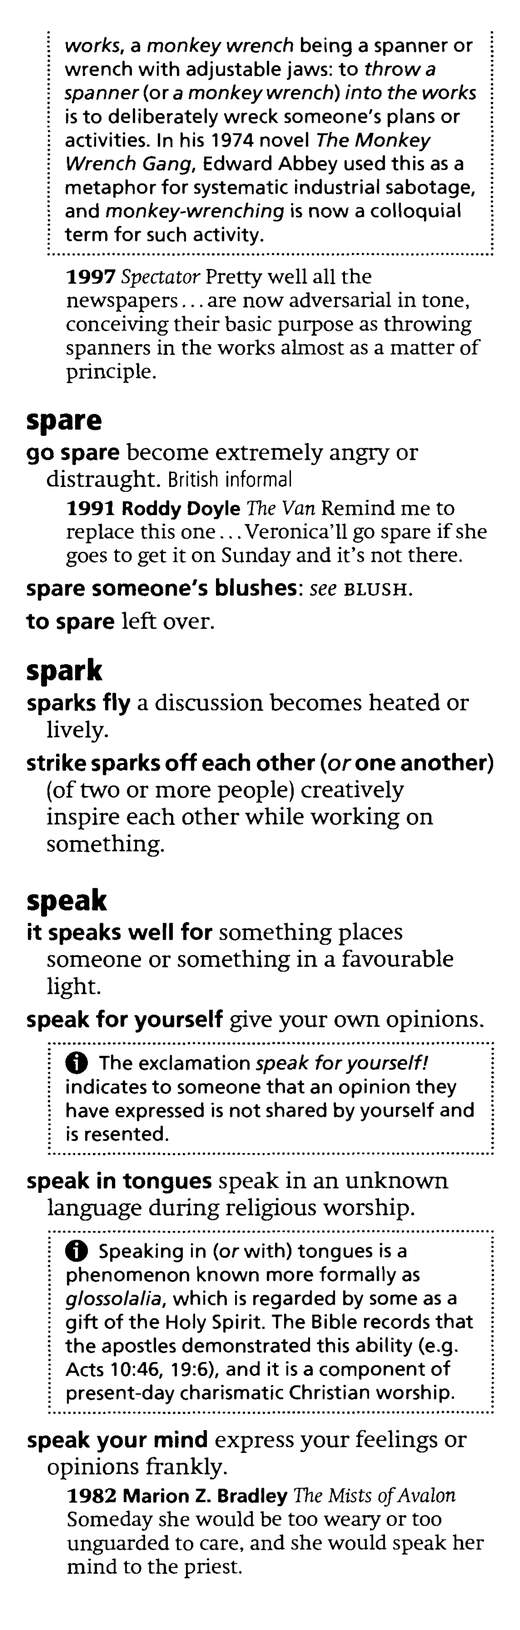 works, a monkey wrench being a spanner or
wrench with adjustable jaws: to throw a
spanner (or a monkey wrench) into the works
is to deliberately wreck someone's plans or
activities. In his 1974 novel The Monkey
Wrench Gang, Edward Abbey used this as a
metaphor for systematic industrial sabotage,
and monkey-wrenching is now a colloquial
term for such activity.
1997 Spectator Pretty well all the
newspapers...are now adversarial in tone,
conceiving their basic purpose as throwing
spanners in the works almost as a matter of
principle.
spare
go spare become extremely angry or
distraught. British informal
1991 Roddy Doyle The Van Remind me to
replace this one...Veronica'll go spare if she
goes to get it on Sunday and it's not there.
spare someone's blushes: see BLUSH.
to spare left over.
spark
sparks fly a discussion becomes heated or
lively.
strike sparks off each other (or one another)
(of two or more people) creatively
inspire each other while working on
something.
speak
it speaks well for something places
someone or something in a favourable
light.
speak for yourself give your own opinions.
i The exclamation speak for yourself!
indicates to someone that an opinion they
have expressed is not shared by yourself and
is resented.
speak in tongues speak in an unknown
language during religious worship.
i Speaking in (or with) tongues is a
phenomenon known more formally as
glossolalia, which is regarded by some as a
gift of the Holy Spirit. The Bible records that
the apostles demonstrated this ability (e.g.
Acts 10:46, 19:6), and it is a component of
present-day charismatic Christian worship.
speak your mind express your feelings or
opinions frankly.
1982 Marion Z. Bradley The Mists of Avalon
Someday she would be too weary or too
unguarded to care, and she would speak her
mind to the priest.